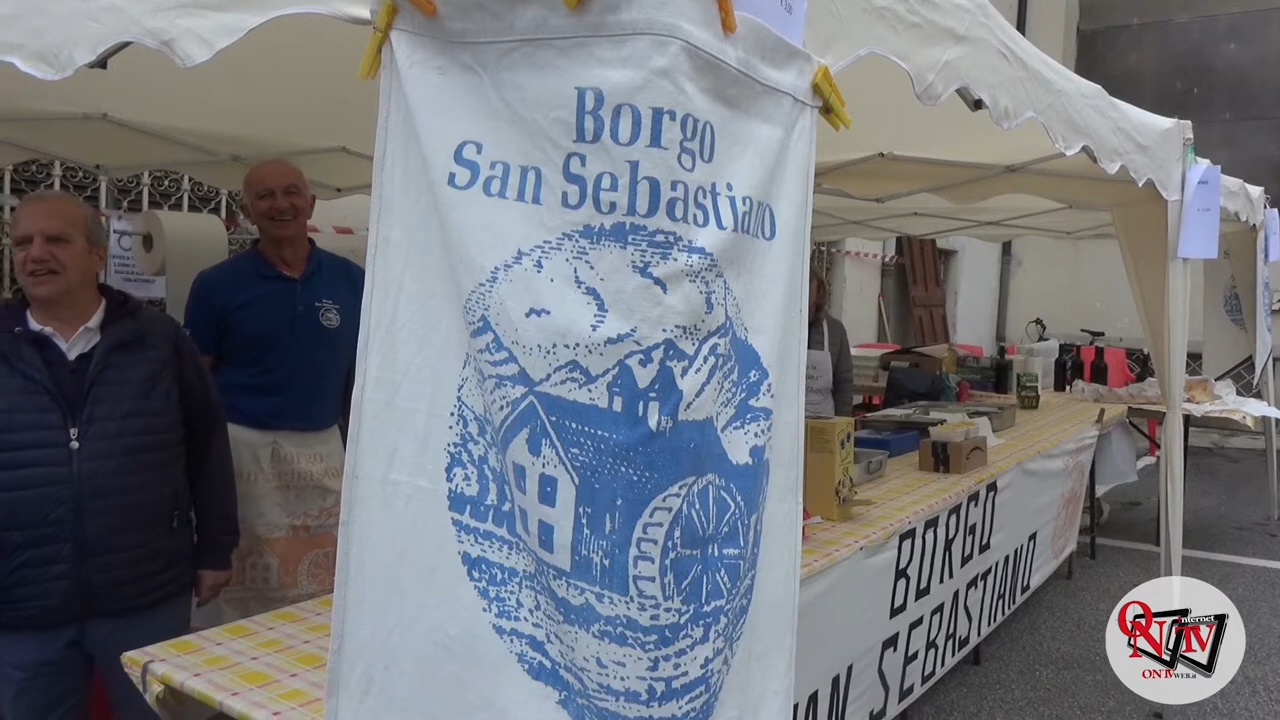 Borgo
San Sebastiano
Borgo
San Sebastiano
BORGO
SAN SEBASTIANO
ON
Internet
TV
ONTVWEB.it